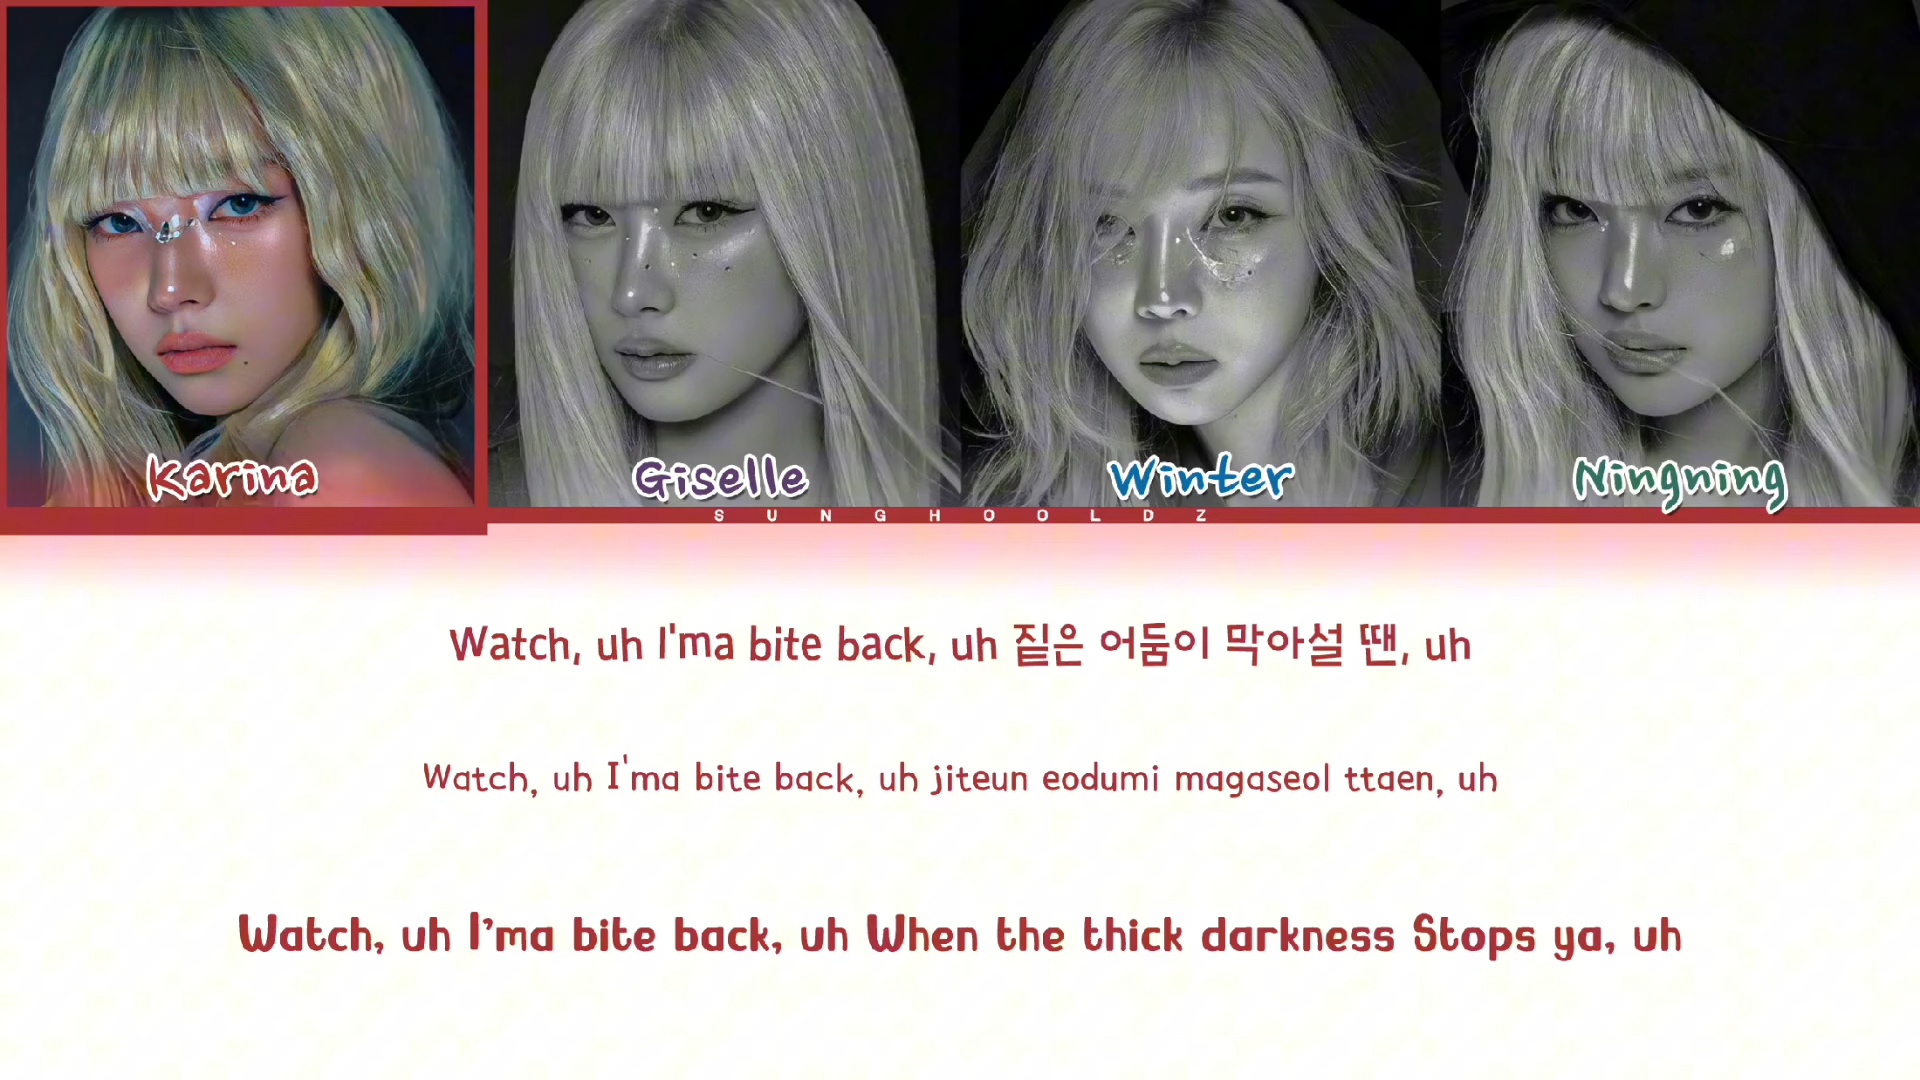 Karina Giselle Winter Ningning
SUNGHOOLDZ
Watch, uh I'ma bite back, uh 짙은 어둠이 막아설 땐, uh
Watch, uh I'ma bite back, uh jiteun eodumi magaseol ttaen, uh
Watch, uh I'ma bite back, uh When the thick darkness Stops ya, uh